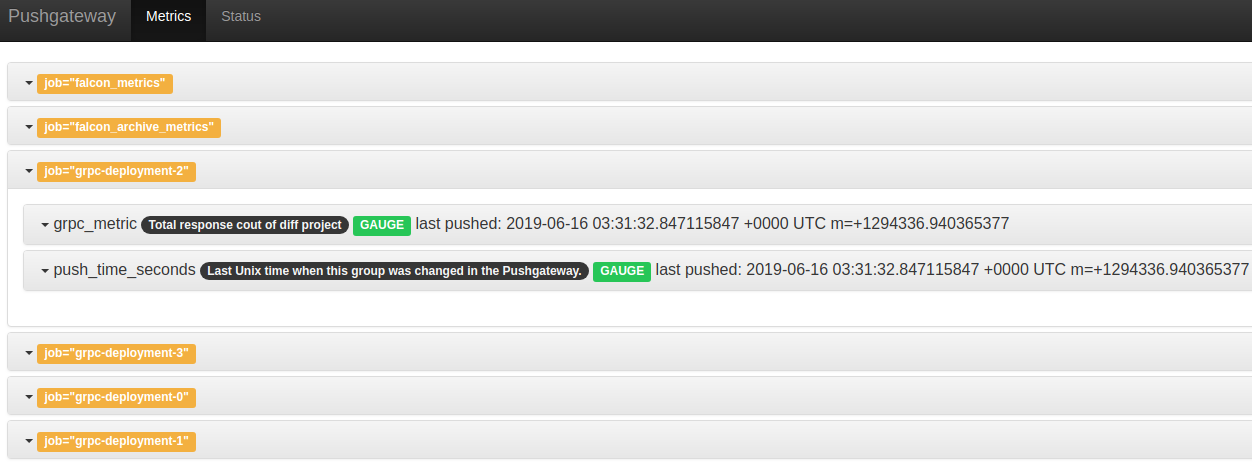 Pushgateway Metrics Status
job="falcon_metrics"
job="falcon_archive_metrics"
job="grpc-deployment-2"
grpc_metric Total response cout of diff project GAUGE last pushed: 2019-06-16 03:31:32.847115847 +0000 UTC m=+1294336.940365377
push_time_seconds Last Unix time when this group was changed in the Pushgateway. GAUGE last pushed: 2019-06-16 03:31:32.847115847 +0000 UTC m=+1294336.940365377
job="grpc-deployment-3"
job="grpc-deployment-0"
job="grpc-deployment-1"